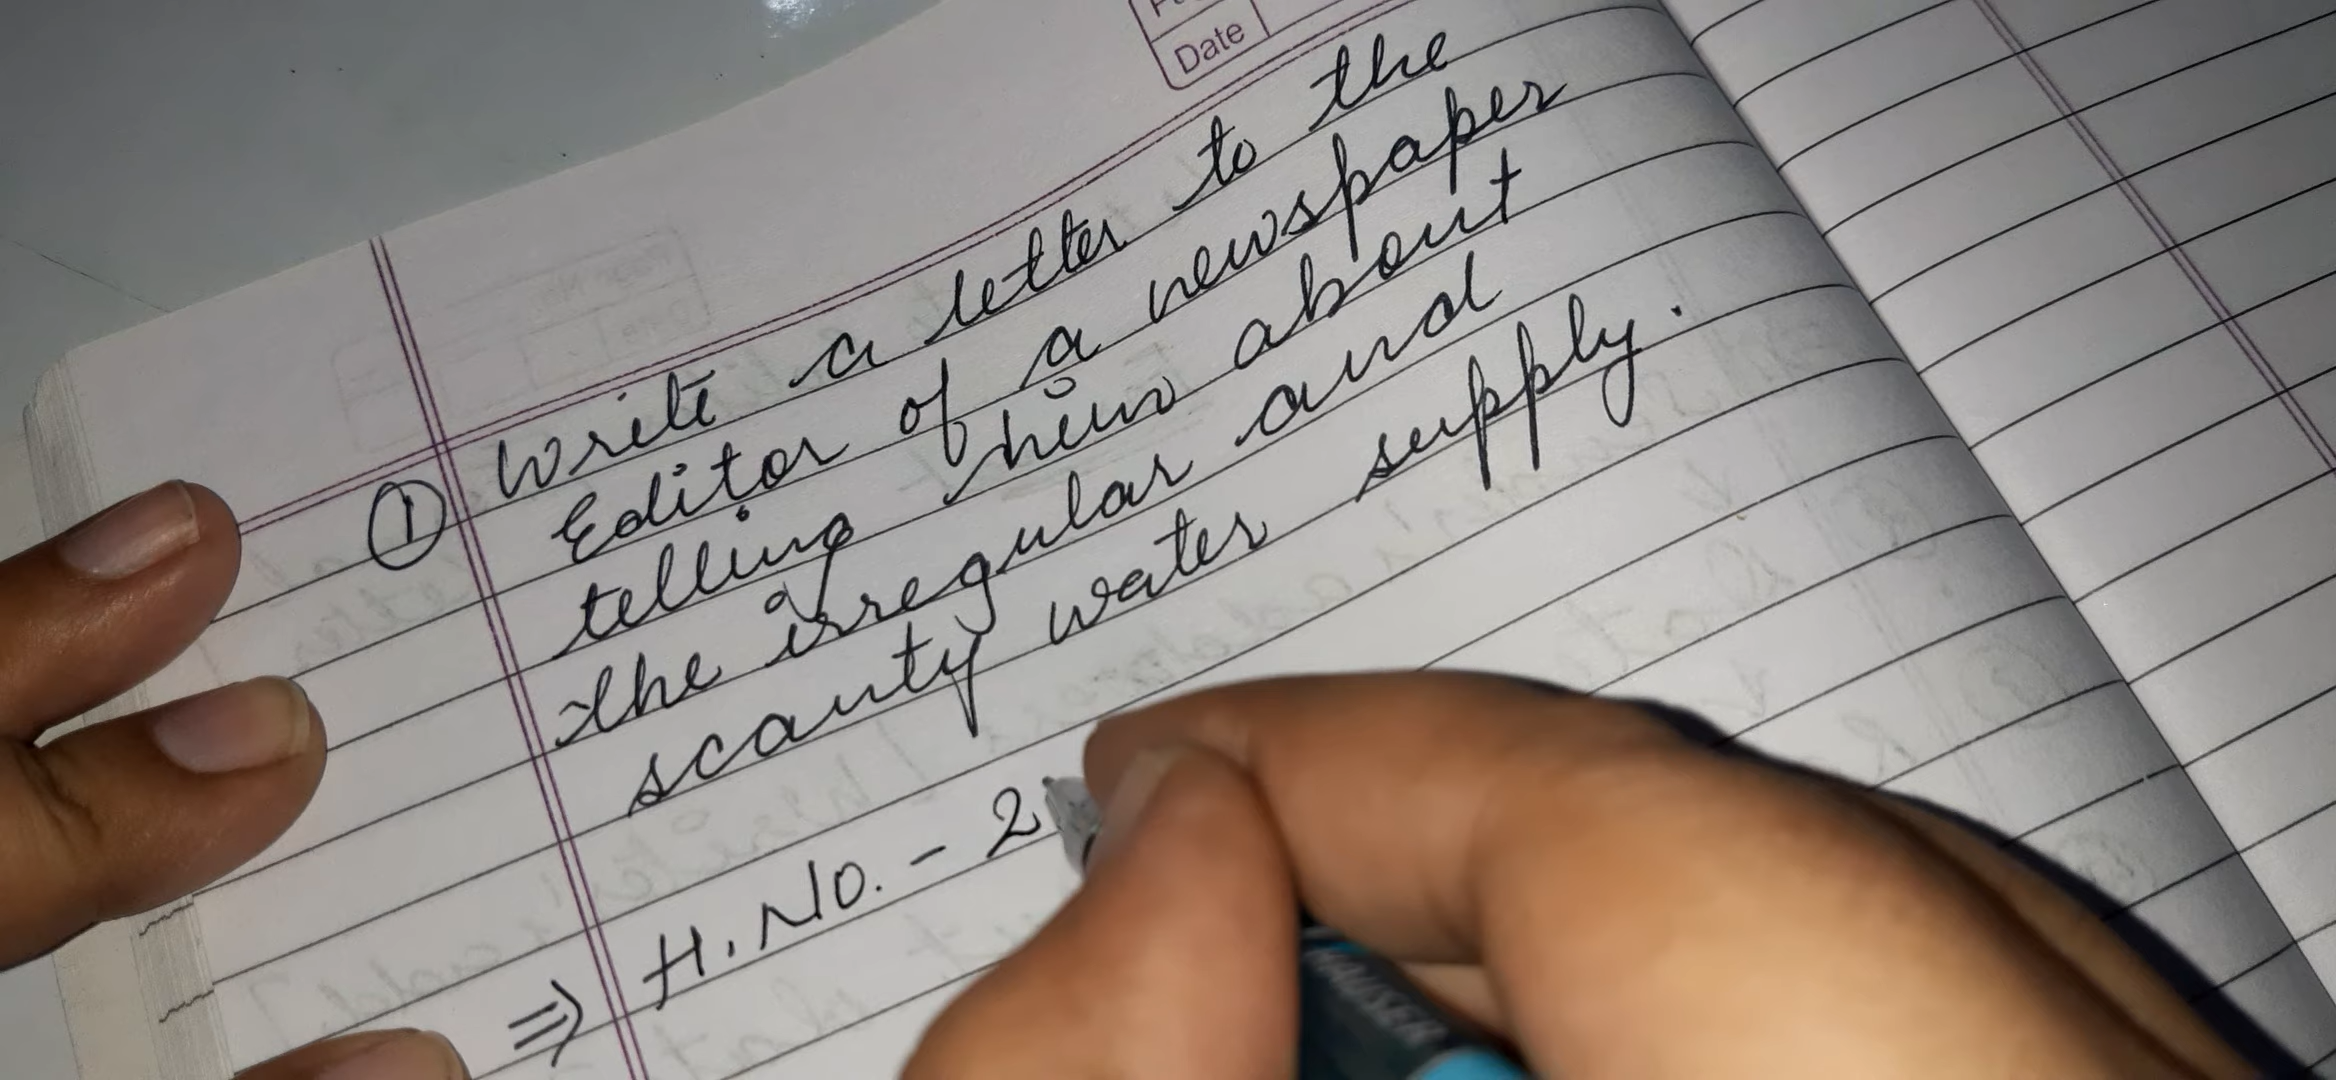 Date
① Write a letter to the
Editor of a newspaper
telling him about
the irregular and
scanty water supply.
⇒ H. No. - 2
HAUSER